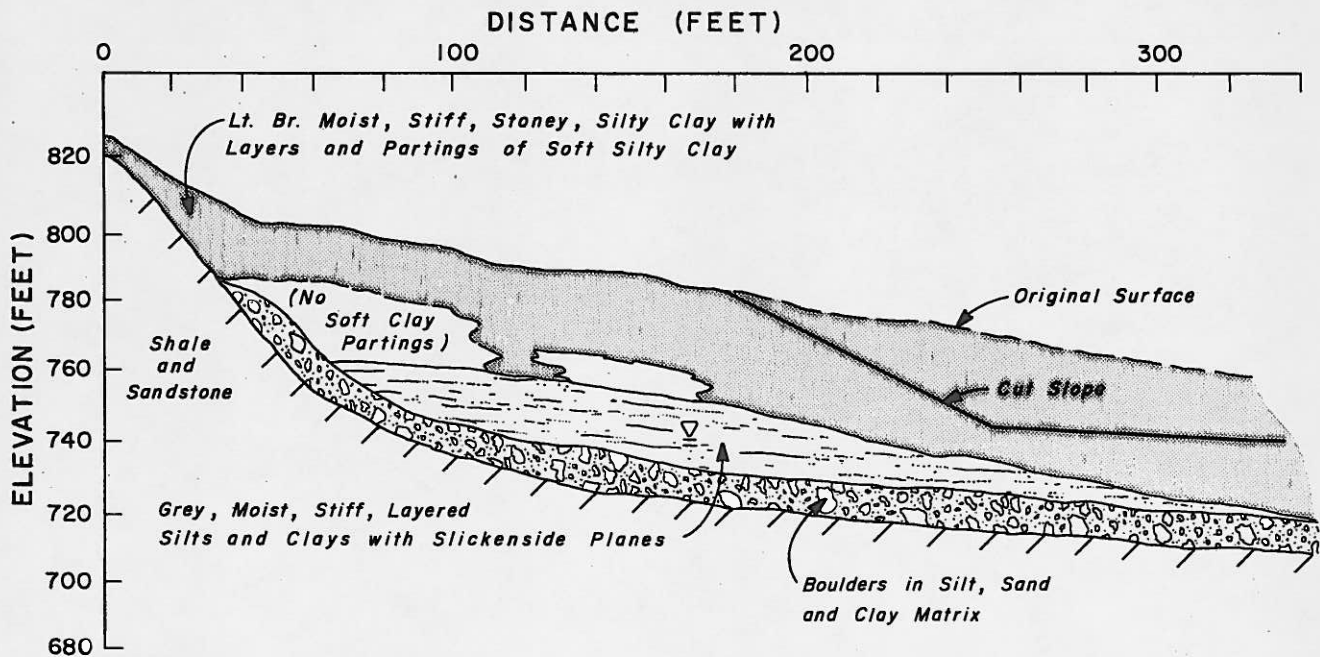 DISTANCE (FEET)
0 100 200 300
Lt. Br. Moist, Stiff, Stoney, Silty Clay with
Layers and Partings of Soft Silty Clay
820
800
780
760
740
720
700
680
ELEVATION (FEET)
(No
Soft Clay
Partings)
Original Surface
Shale
and
Sandstone
Cut Slope
Grey, Moist, Stiff, Layered
Silts and Clays with Slickenside Planes
Boulders in Silt, Sand
and Clay Matrix